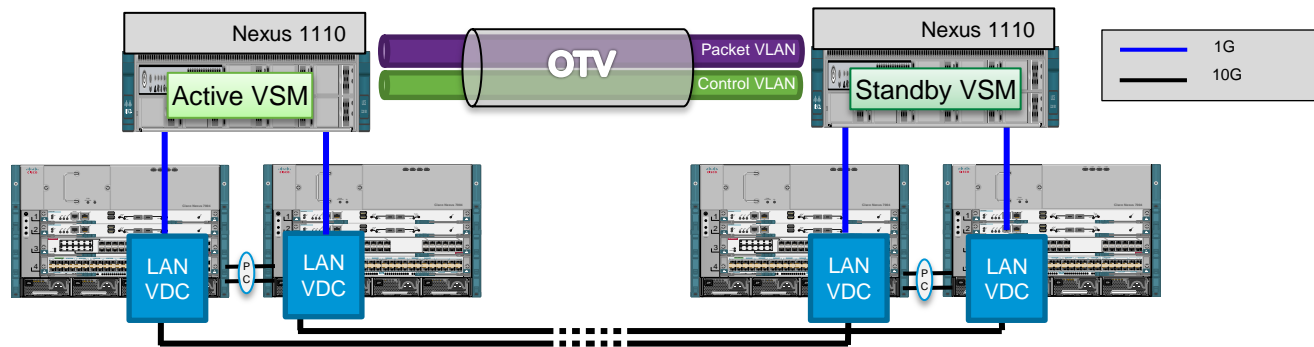 Nexus 1110
Active VSM
OTV
Packet VLAN
Control VLAN
Nexus 1110
Standby VSM
1G
10G
LAN
VDC
P
C
LAN
VDC
LAN
VDC
P
C
LAN
VDC